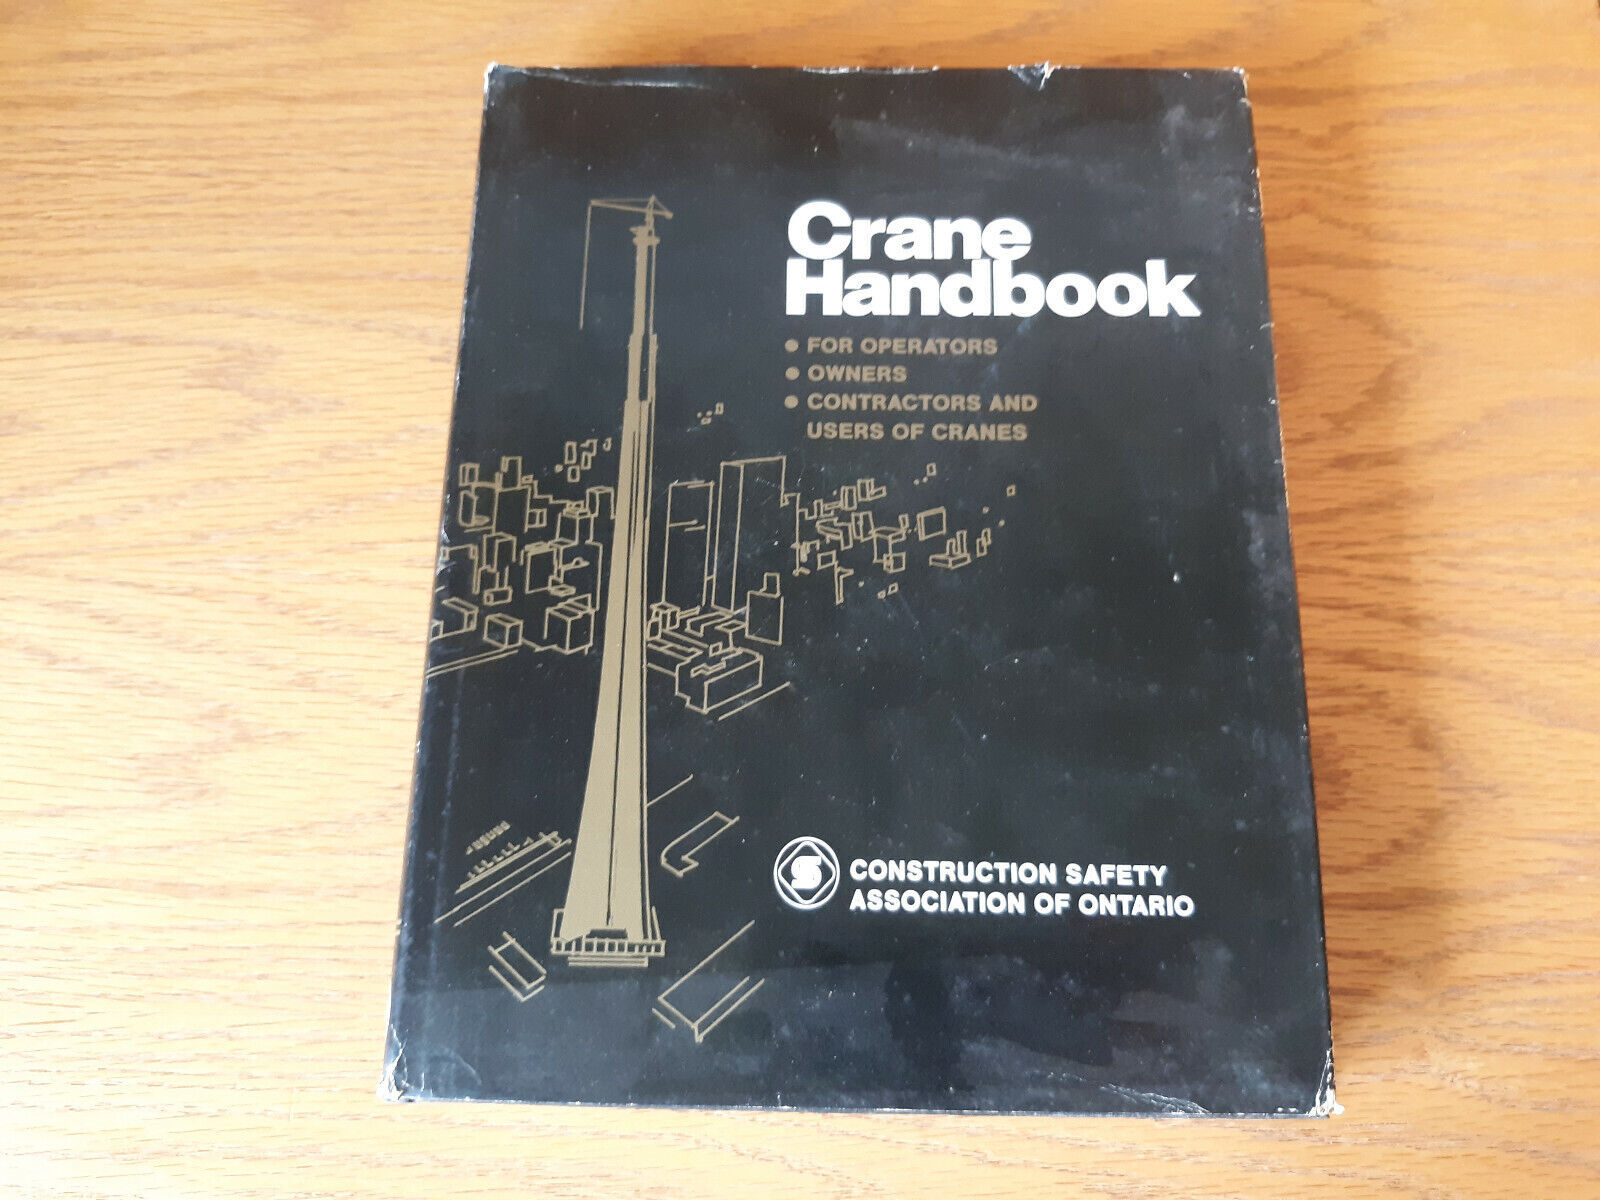 Crane
Handbook
• FOR OPERATORS
• OWNERS
• CONTRACTORS AND
USERS OF CRANES
S
CONSTRUCTION SAFETY
ASSOCIATION OF ONTARIO